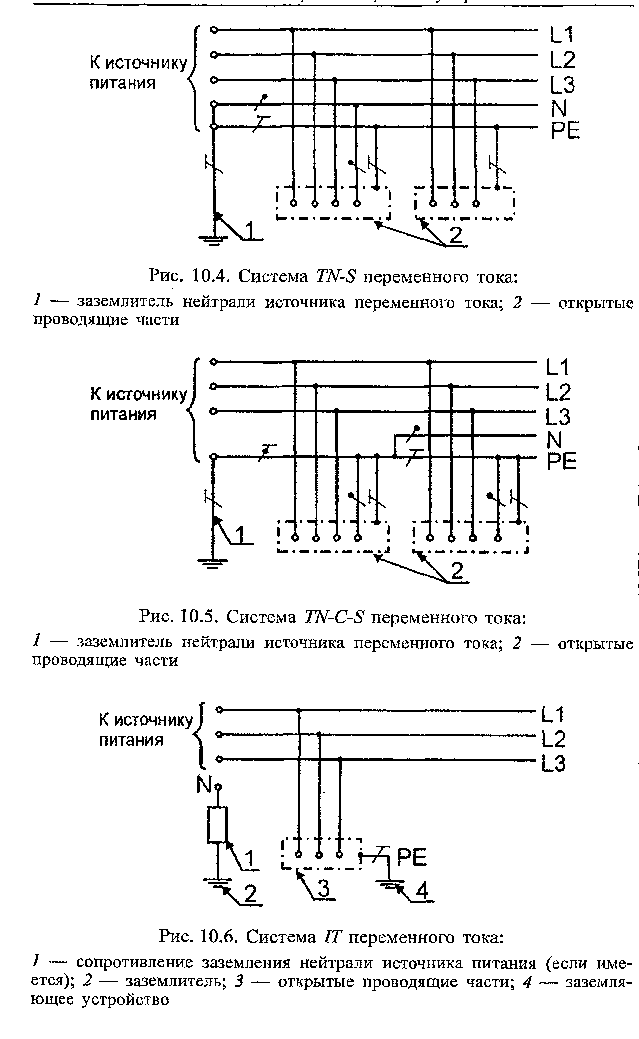 L1
К источнику L2
питания L3
N
PE
1 2
Рис. 10.4. Система TN-S переменного тока:
1 — заземлитель нейтрали источника переменного тока; 2 — открытые
проводящие части
L1
К источнику L2
питания L3
N
PE
1 2
Рис. 10.5. Система TN-C-S переменного тока:
1 — заземлитель нейтрали источника переменного тока; 2 — открытые
проводящие части
К источнику L1
питания L2
L3
N
1 PE
2 3 4
Рис. 10.6. Система IT переменного тока:
1 — сопротивление заземления нейтрали источника питания (если име-
ется); 2 — заземлитель; 3 — открытые проводящие части; 4 — заземля-
ющее устройство